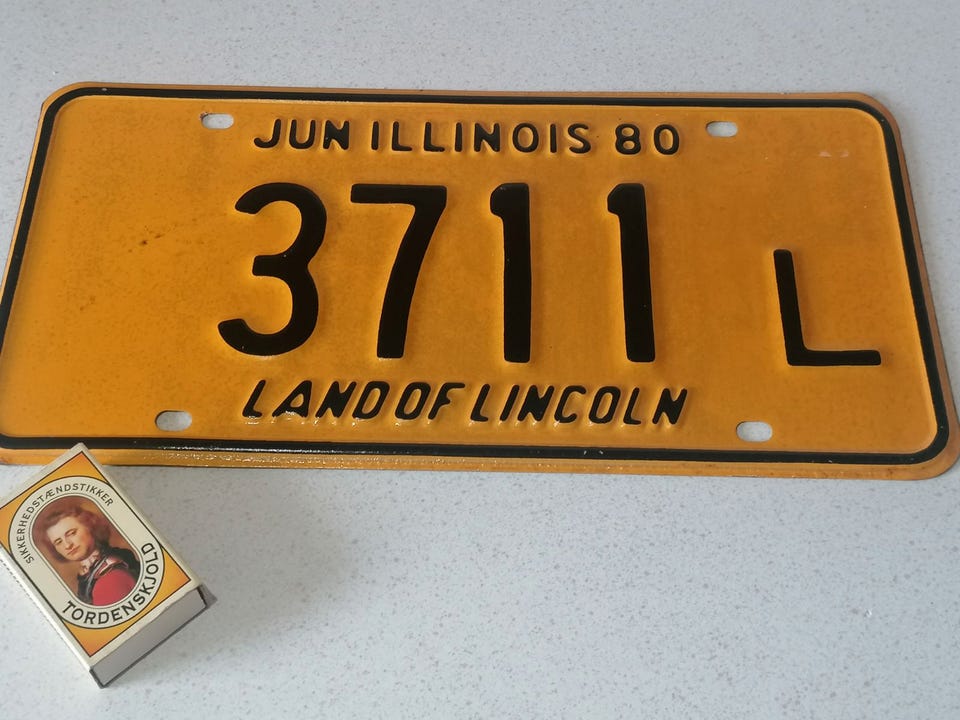 JUN ILLINOIS 80
3711 L
LAND OF LINCOLN
SIKKERHEDSTÆNDSTIKKER
TORDENSKJOLD